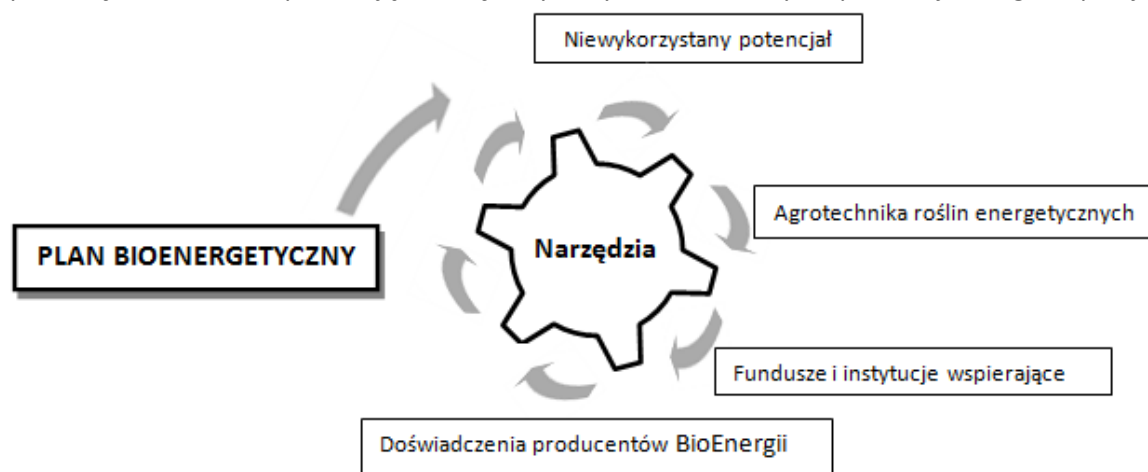 Niewykorzystany potencjał
Agrotechnika roślin energetycznych
PLAN BIOENERGETYCZNY
Narzędzia
Fundusze i instytucje wspierające
Doświadczenia producentów BioEnergii